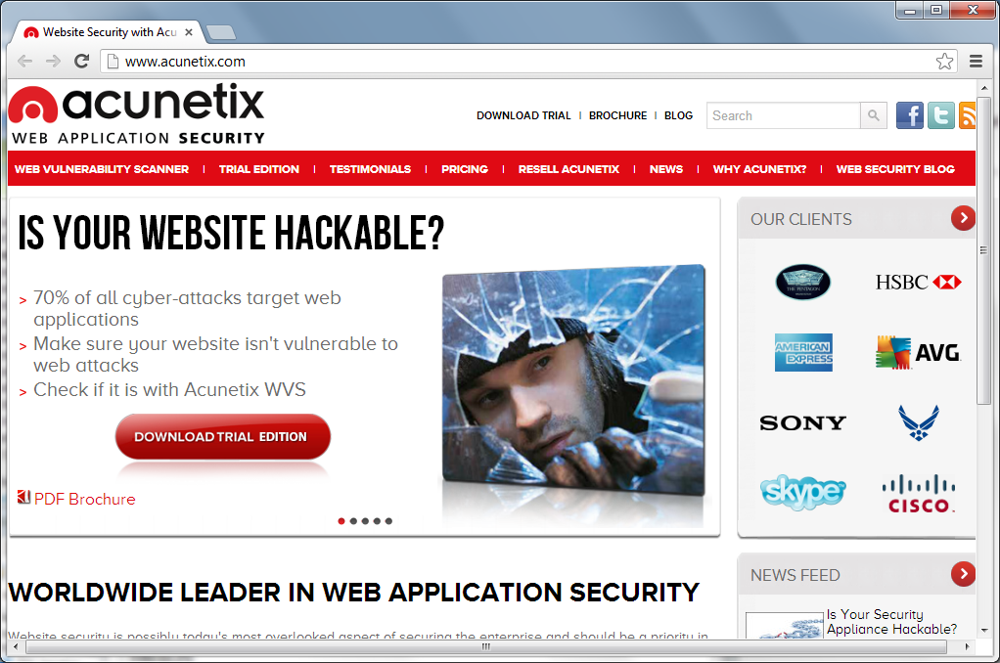 Website Security with Acu
www.acunetix.com
acunetix
WEB APPLICATION SECURITY
DOWNLOAD TRIAL | BROCHURE | BLOG
Search
WEB VULNERABILITY SCANNER | TRIAL EDITION | TESTIMONIALS | PRICING | RESELL ACUNETIX | NEWS | WHY ACUNETIX? | WEB SECURITY BLOG
IS YOUR WEBSITE HACKABLE?
> 70% of all cyber-attacks target web
applications
> Make sure your website isn't vulnerable to
web attacks
> Check if it is with Acunetix WVS
DOWNLOAD TRIAL EDITION
PDF Brochure
OUR CLIENTS
THE PENTAGON
HSBC
AMERICAN
EXPRESS
AVG
SONY
skype
CISCO
WORLDWIDE LEADER IN WEB APPLICATION SECURITY
Website security is possibly today's most overlooked aspect of securing the enterprise and should be a priority in
NEWS FEED
Is Your Security
Appliance Hackable?